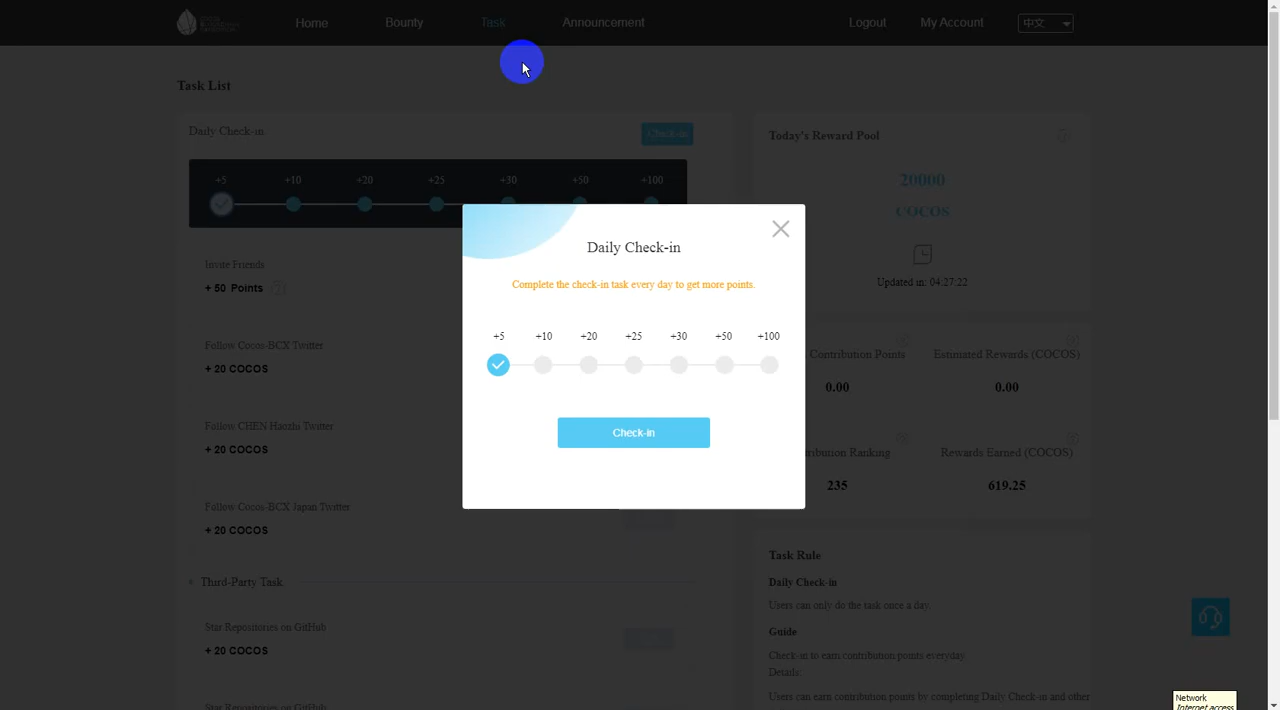 Home
Bounty
Task
Announcement
Logout
My Account
中文
Task List
Daily Check-in
Check-in
+5
+10
+20
+25
+30
+50
+100
Invite Friends
+ 50 Points
Follow Cocos-BCX Twitter
+ 20 COCOS
Follow CHEN Haozhi Twitter
+ 20 COCOS
Follow Cocos-BCX Japan Twitter
+ 20 COCOS
Third-Party Task
Star Repositories on GitHub
+ 20 COCOS
Star Repositories on GitHub
Daily Check-in
Complete the check-in task every day to get more points.
+5
+10
+20
+25
+30
+50
+100
Check-in
Today's Reward Pool
20000
COCOS
Updated in: 04:27:22
Contribution Points
0.00
Estimated Rewards (COCOS)
0.00
Ranking
235
Rewards Earned (COCOS)
619.25
Task Rule
Daily Check-in
Users can only do the task once a day.
Guide
Check-in to earn contribution points everyday
Details:
Users can earn contribution points by completing Daily Check-in and other
Network
Internet access